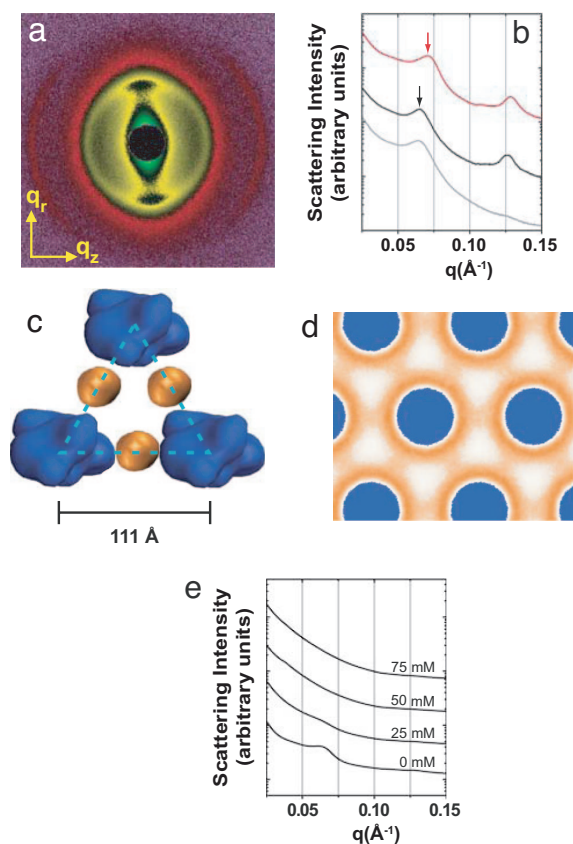 a
q_r
q_z
b
Scattering Intensity
(arbitrary units)
0.05 0.10 0.15
q(Å⁻¹)
c
111 Å
d
e
Scattering Intensity
(arbitrary units)
75 mM
50 mM
25 mM
0 mM
0.05 0.10 0.15
q(Å⁻¹)